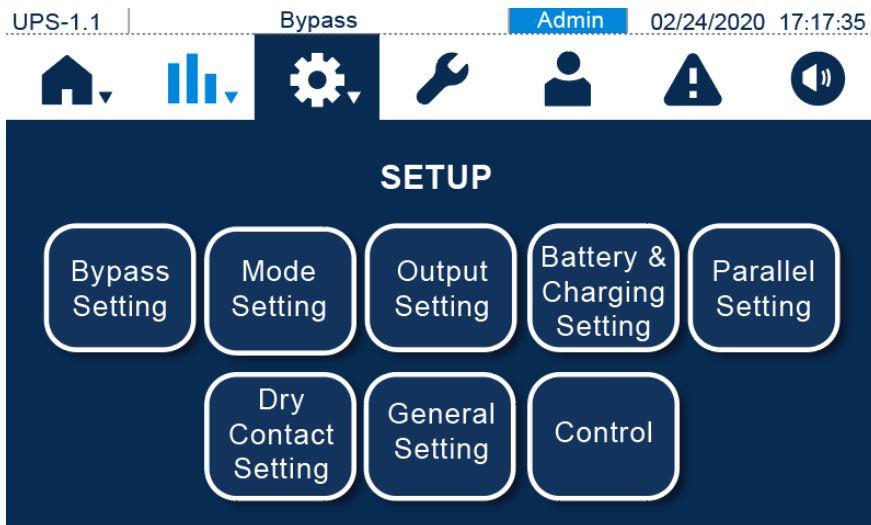 UPS-1.1 Bypass Admin 02/24/2020 17:17:35
SETUP
Bypass
Setting
Mode
Setting
Output
Setting
Battery &
Charging
Setting
Parallel
Setting
Dry
Contact
Setting
General
Setting
Control